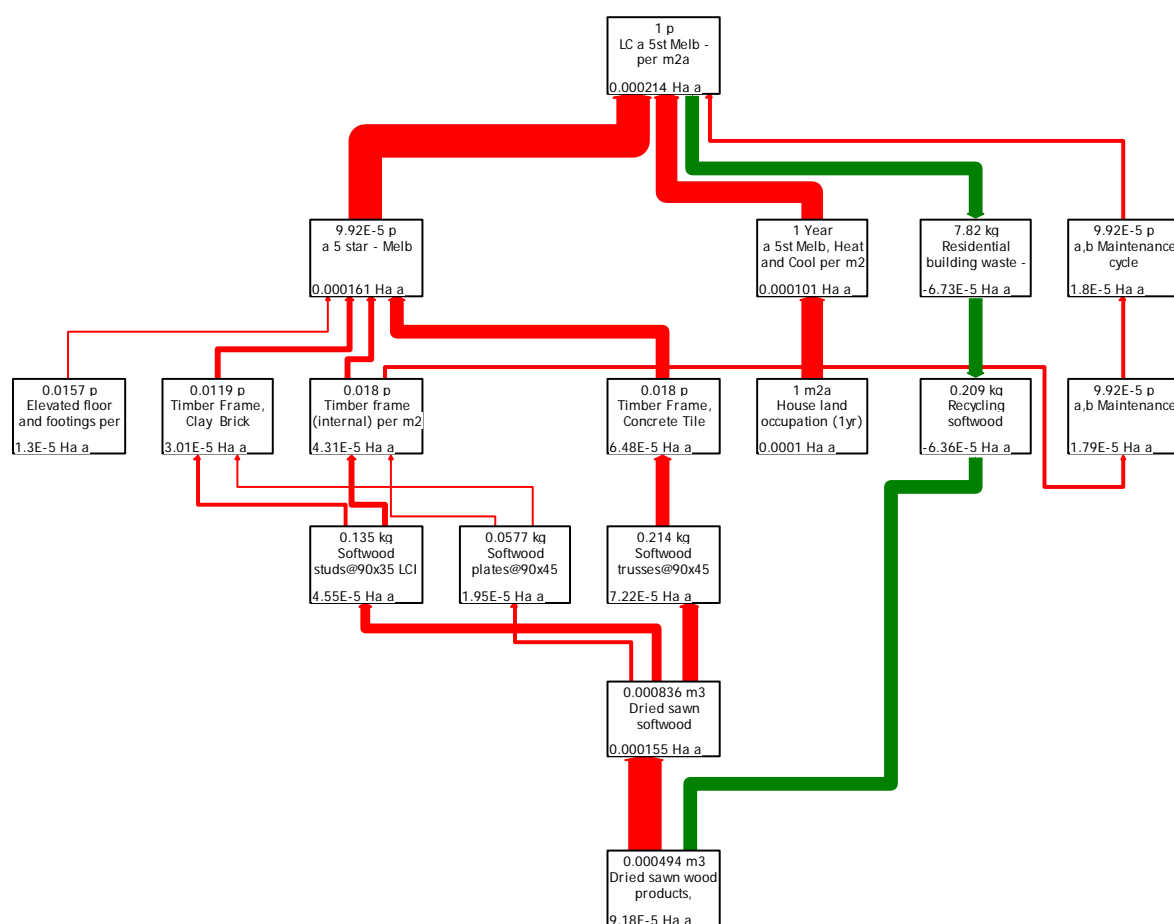 1 p
LC a 5st Melb -
per m2a
0.000214 Ha a
9.92E-5 p
a 5 star - Melb
0.000161 Ha a
1 Year
a 5st Melb, Heat
and Cool per m2
0.000101 Ha a
7.82 kg
Residential
building waste -
-6.73E-5 Ha a
9.92E-5 p
a,b Maintenance
cycle
1.8E-5 Ha a
0.0157 p
Elevated floor
and footings per
1.3E-5 Ha a
0.0119 p
Timber Frame,
Clay Brick
3.01E-5 Ha a
0.018 p
Timber frame
(internal) per m2
4.31E-5 Ha a
0.018 p
Timber Frame,
Concrete Tile
6.48E-5 Ha a
1 m2a
House land
occupation (1yr)
0.0001 Ha a
0.209 kg
Recycling
softwood
-6.36E-5 Ha a
9.92E-5 p
a,b Maintenance
1.79E-5 Ha a
0.135 kg
Softwood
studs@90x35 LCI
4.55E-5 Ha a
0.0577 kg
Softwood
plates@90x45
1.95E-5 Ha a
0.214 kg
Softwood
trusses@90x45
7.22E-5 Ha a
0.000836 m3
Dried sawn
softwood
0.000155 Ha a
0.000494 m3
Dried sawn wood
products,
9.18E-5 Ha a